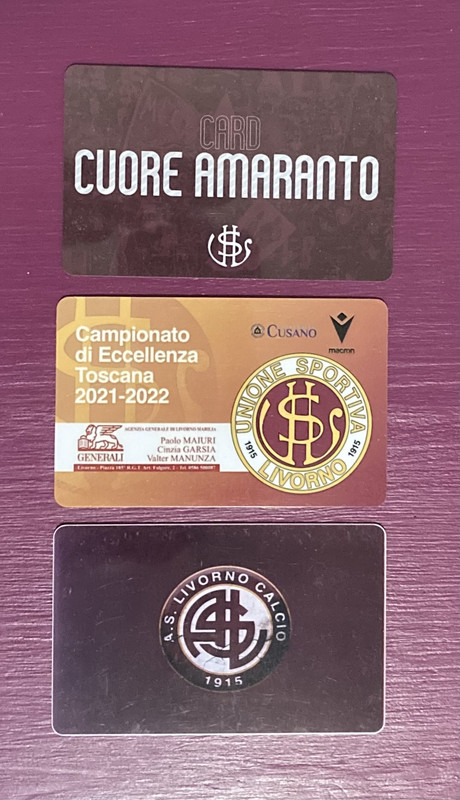 CARD
CUORE AMARANTO
Campionato
di Eccellenza
Toscana
2021-2022
CUSANO
macron
AGENZIA GENERALE DI LIVORNO MARILIA
Paolo MAIURI
Cinzia GARSIA
Valter MANUNZA
GENERALI
UNIONE SPORTIVA
LIVORNO
1915
1915
A.S. LIVORNO CALCIO
1915